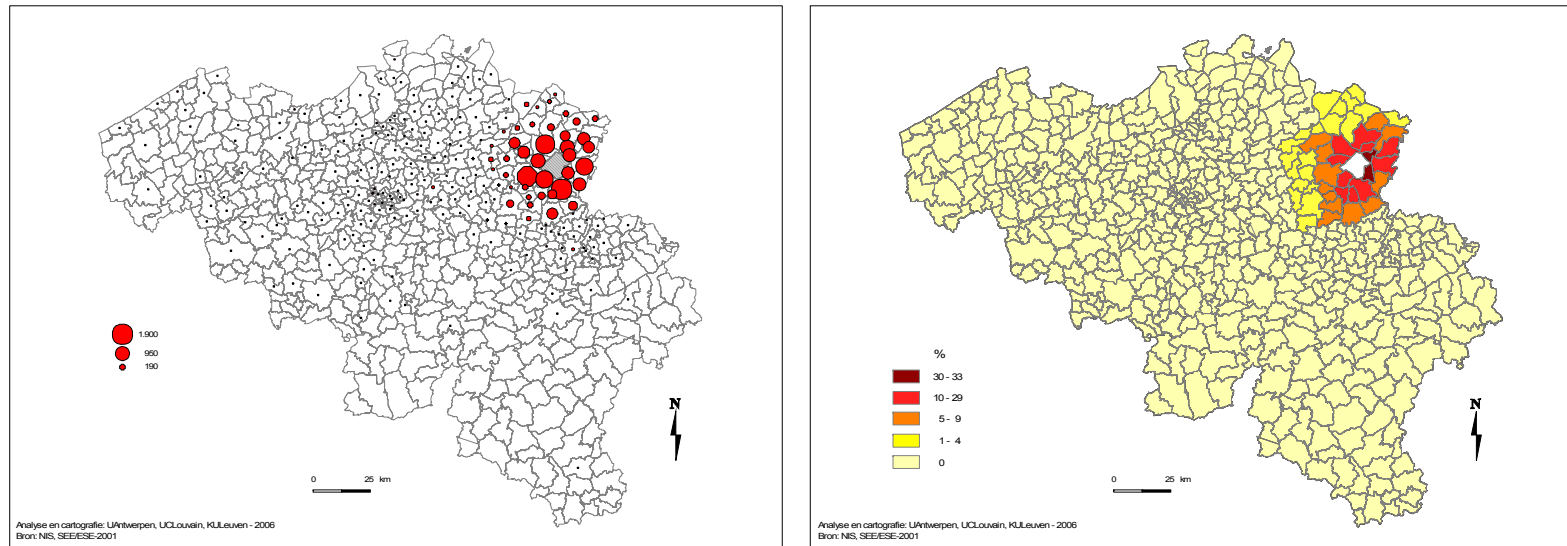 1.900
950
190
N
0 25 km
Analyse en cartografie: UAntwerpen, UCLouvain, KULeuven - 2006
Bron: NIS, SEE/ESE-2001
%
30 - 33
10 - 29
5 - 9
1 - 4
0
N
0 25 km
Analyse en cartografie: UAntwerpen, UCLouvain, KULeuven - 2006
Bron: NIS, SEE/ESE-2001